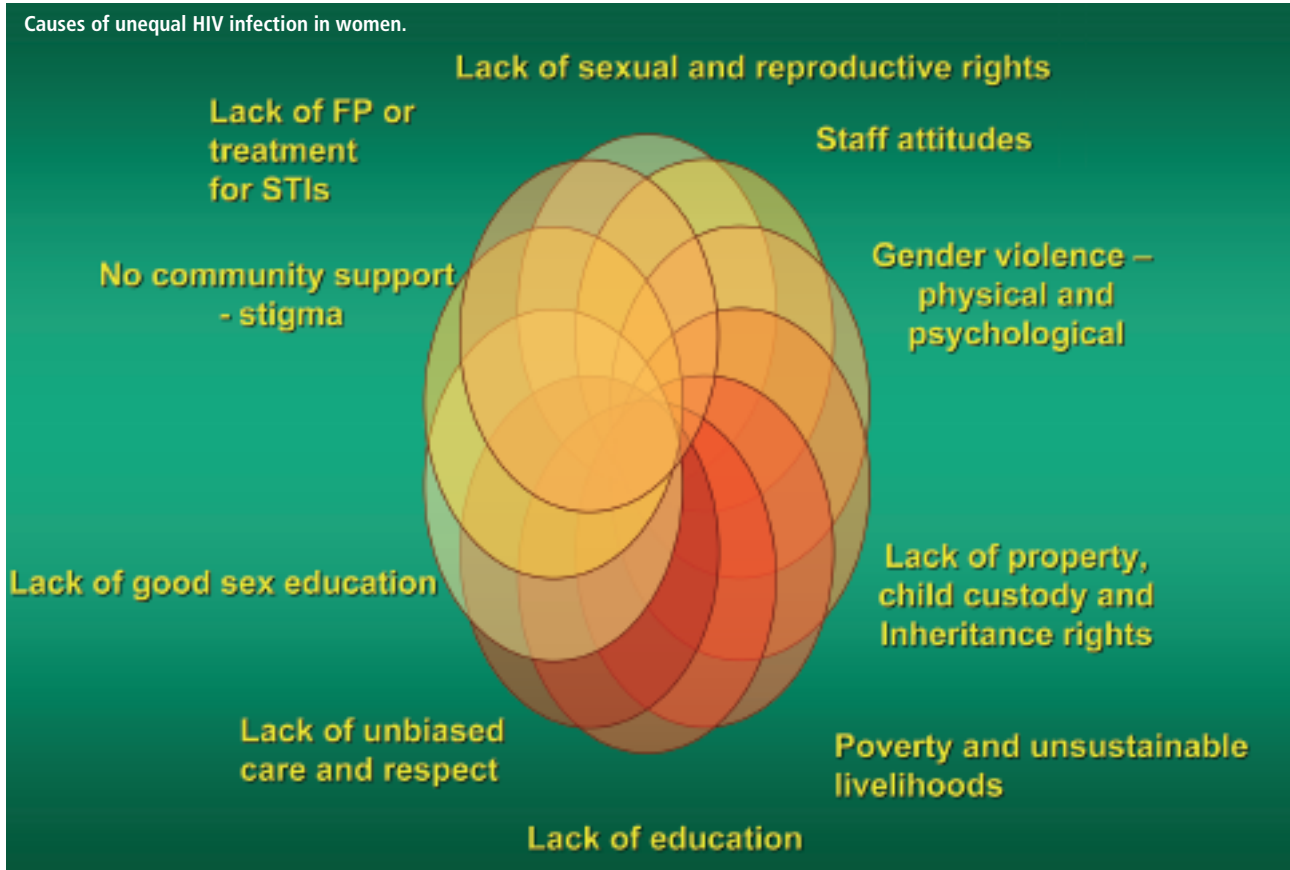 Causes of unequal HIV infection in women.
Lack of sexual and reproductive rights
Lack of FP or
treatment
for STIs
Staff attitudes
No community support
- stigma
Gender violence –
physical and
psychological
Lack of good sex education
Lack of property,
child custody and
Inheritance rights
Lack of unbiased
care and respect
Poverty and unsustainable
livelihoods
Lack of education